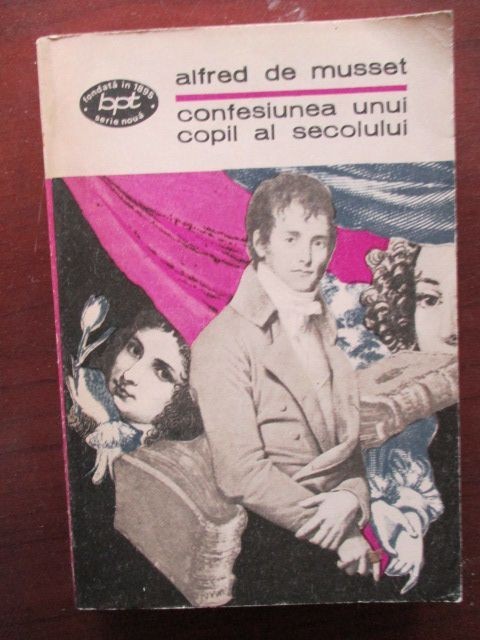 fondată în 1895
bpt
serie nouă
alfred de musset
confesiunea unui
copil al secolului